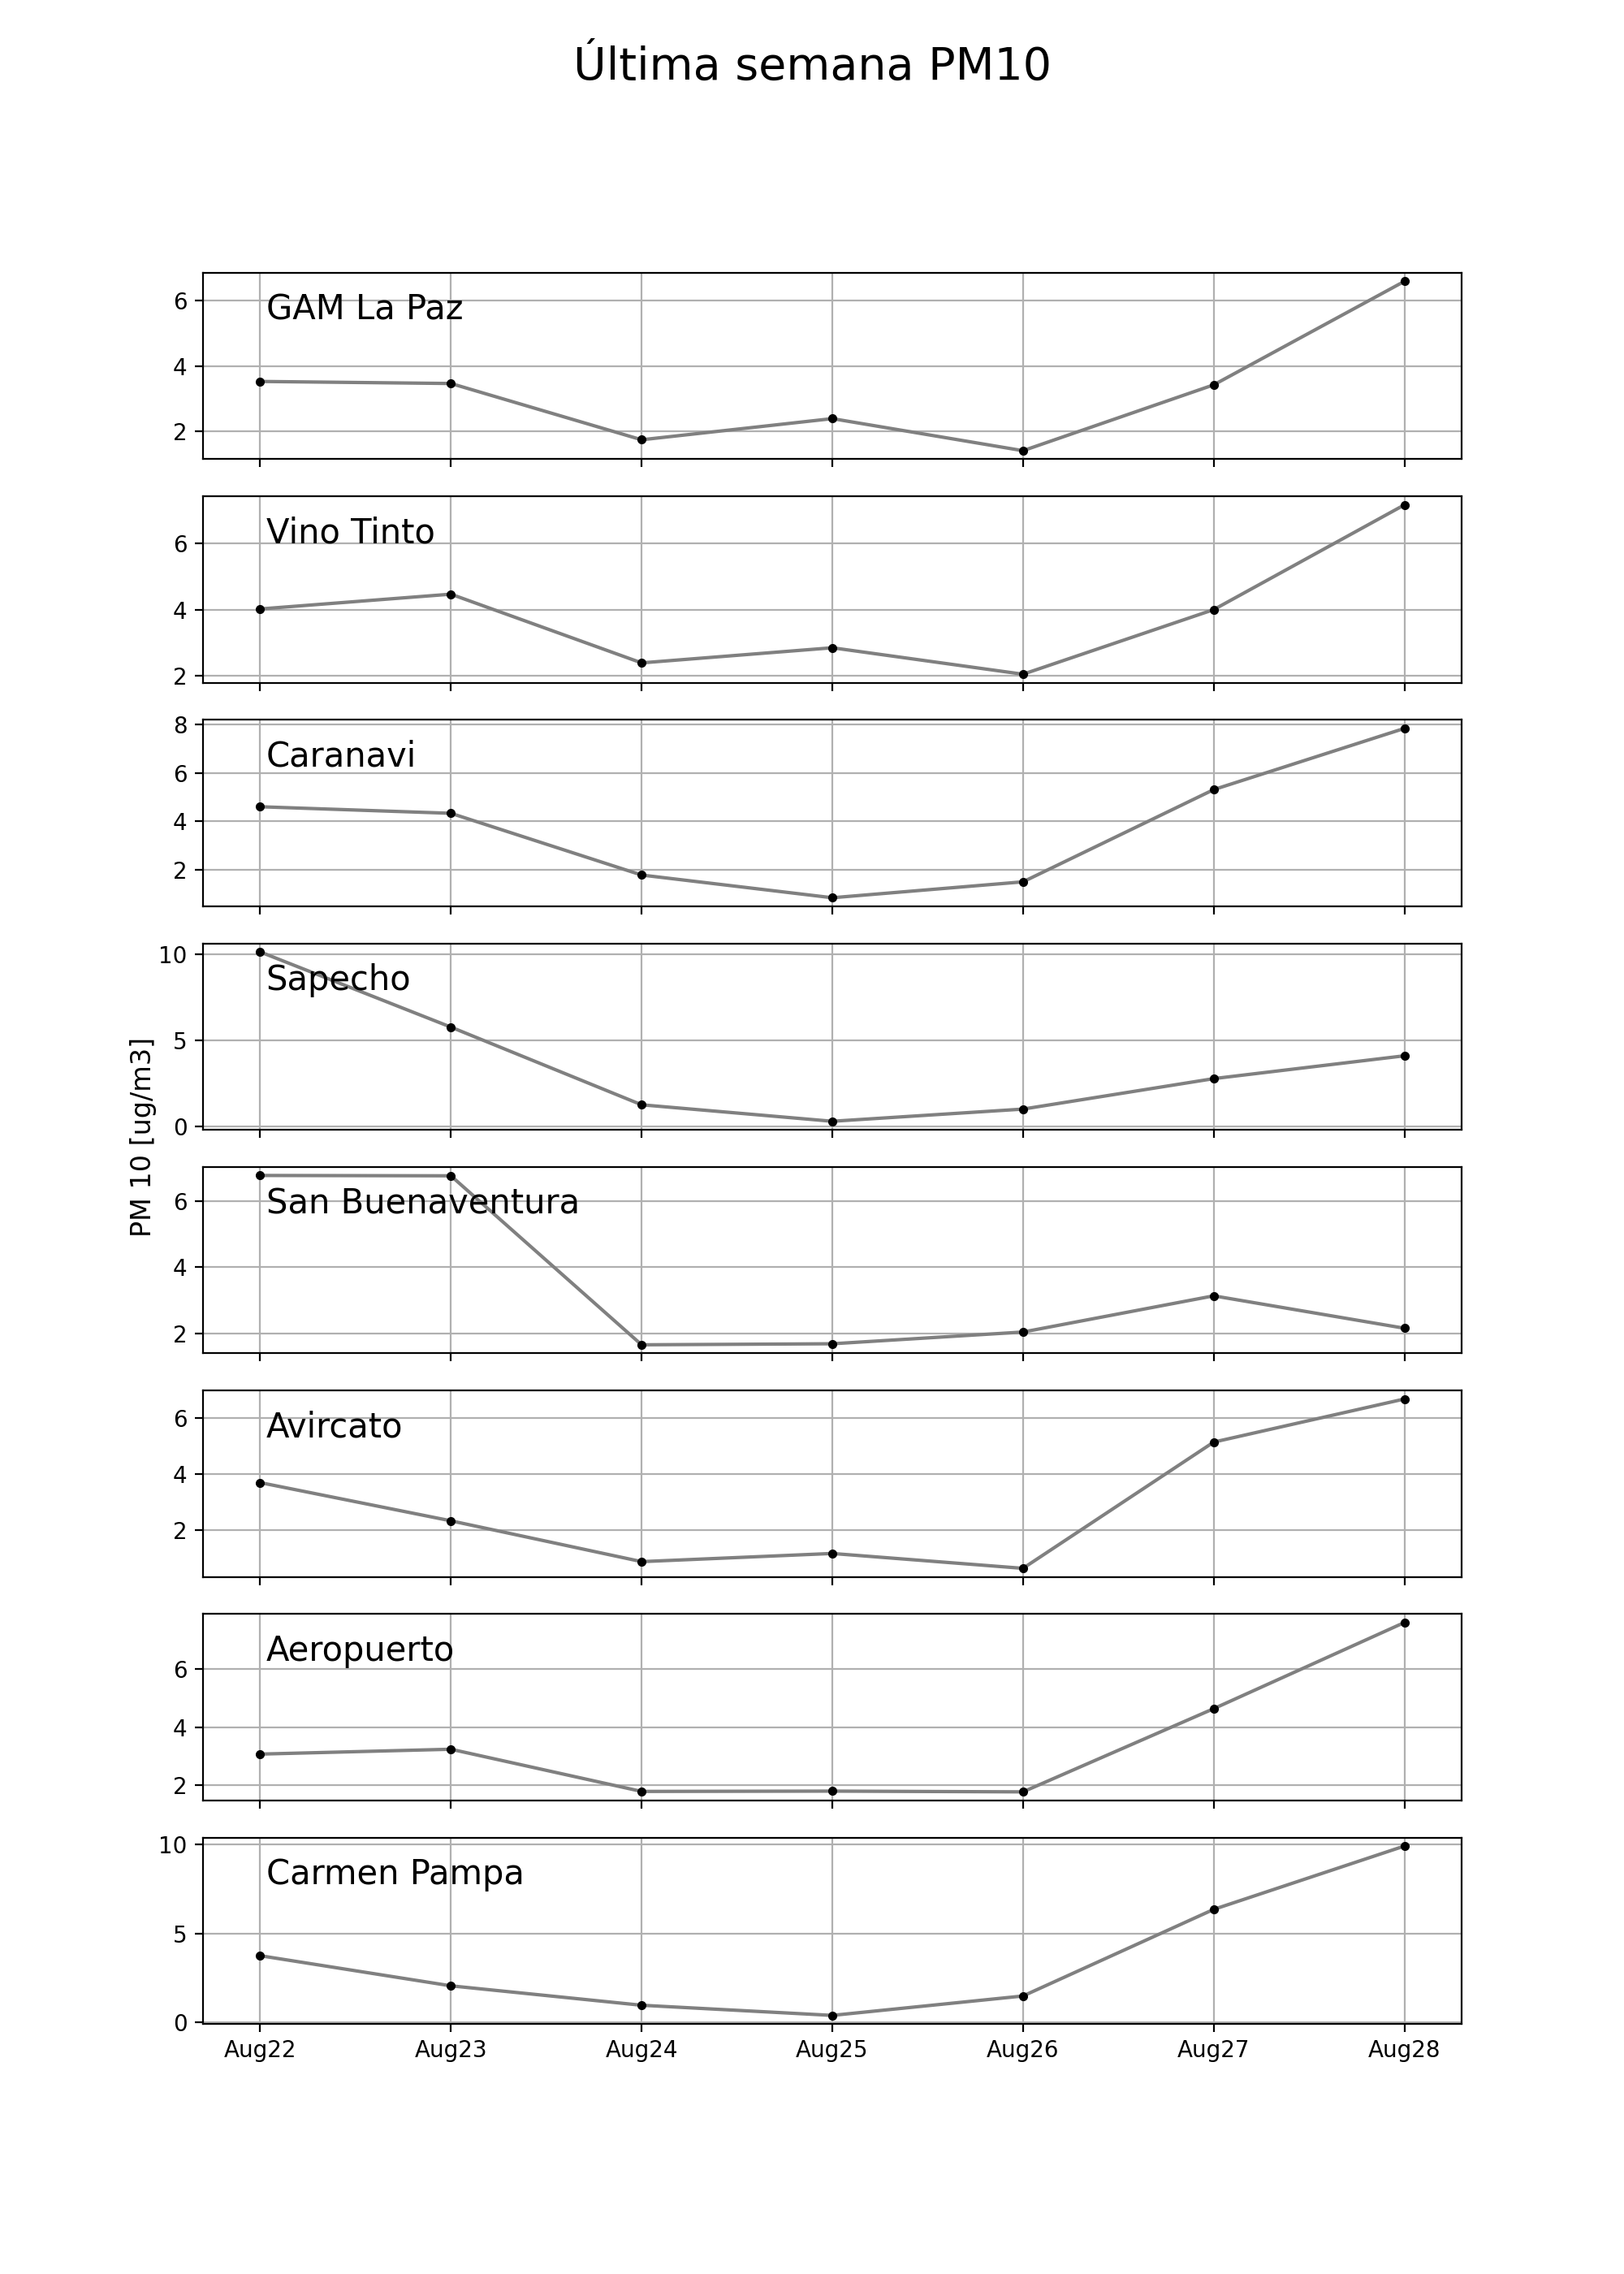 Última semana PM10
GAM La Paz
6
4
2
Vino Tinto
6
4
2
Caranavi
8
6
4
2
Sapecho
10
5
0
PM 10 [ug/m3]
San Buenaventura
6
4
2
Avircato
6
4
2
Aeropuerto
6
4
2
Carmen Pampa
10
5
0
Aug22 Aug23 Aug24 Aug25 Aug26 Aug27 Aug28